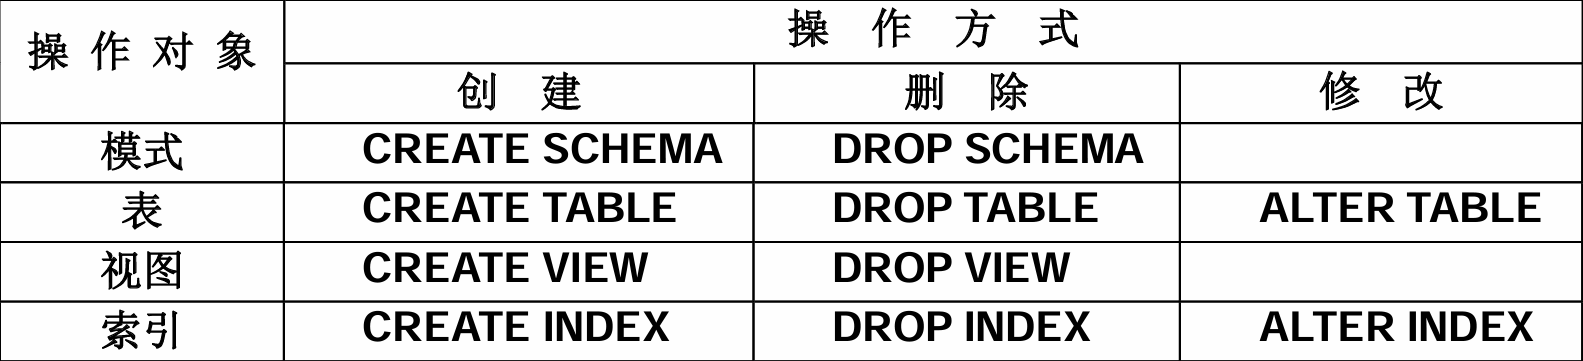 操作对象 操作方式
创建 删除 修改
模式 CREATE SCHEMA DROP SCHEMA
表 CREATE TABLE DROP TABLE ALTER TABLE
视图 CREATE VIEW DROP VIEW
索引 CREATE INDEX DROP INDEX ALTER INDEX